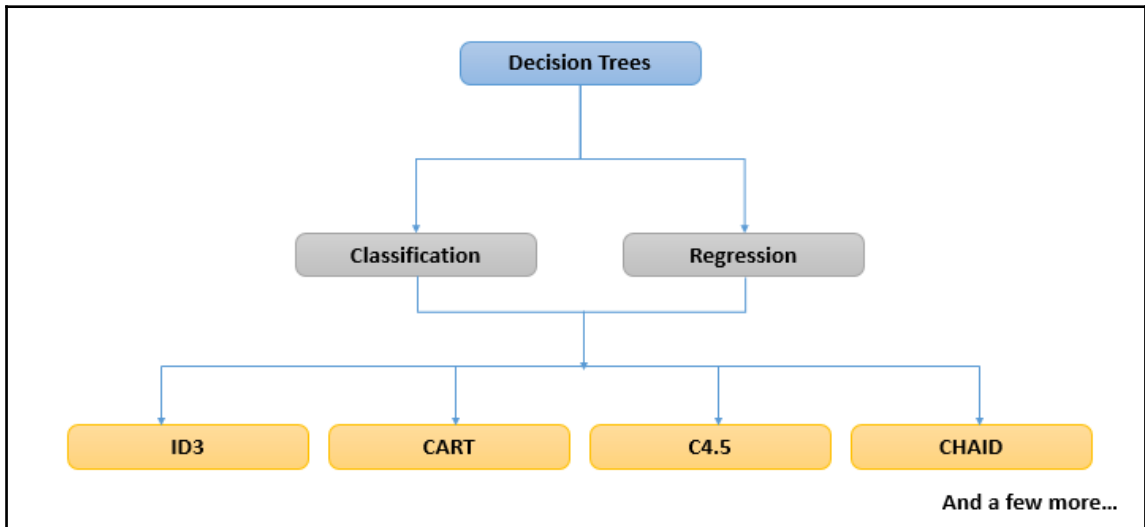 Decision Trees
Classification
Regression
ID3
CART
C4.5
CHAID
And a few more...